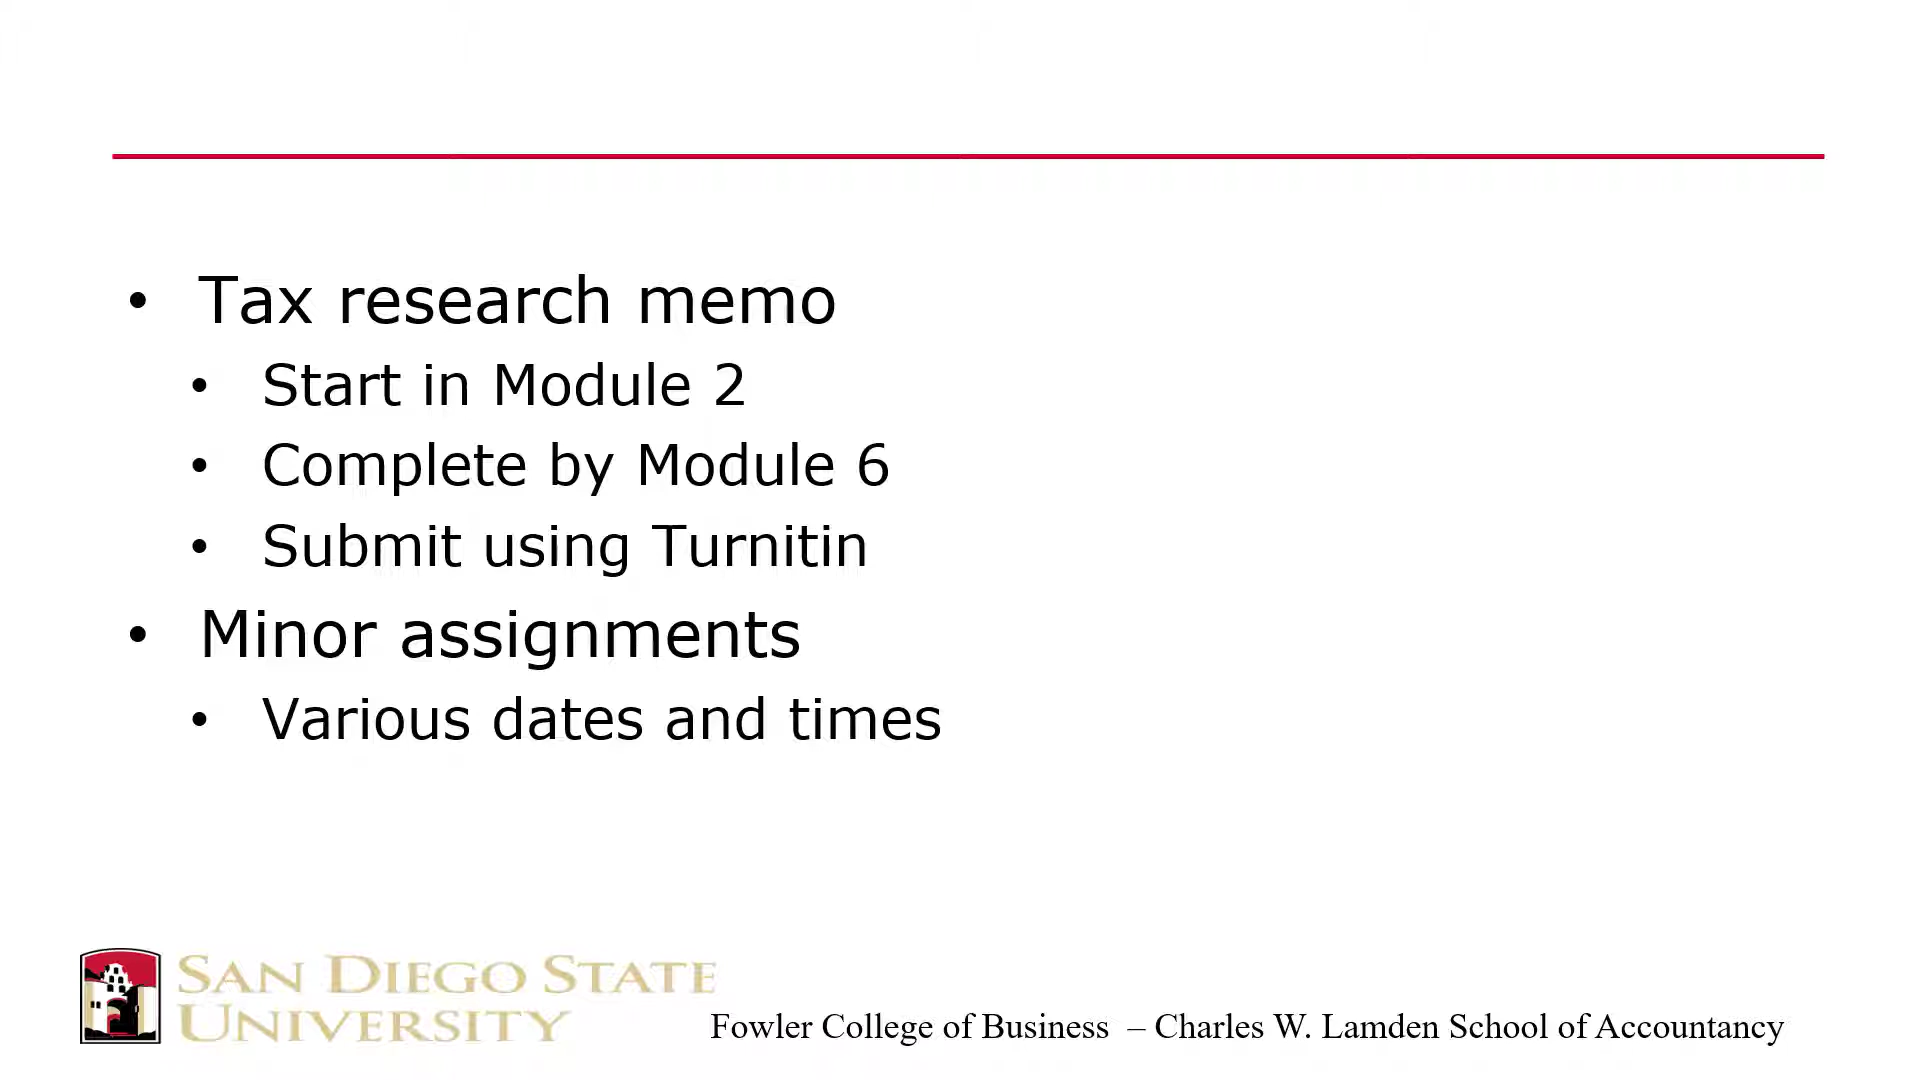 • Tax research memo
• Start in Module 2
• Complete by Module 6
• Submit using Turnitin
• Minor assignments
• Various dates and times
SAN DIEGO STATE
UNIVERSITY
Fowler College of Business – Charles W. Lamden School of Accountancy